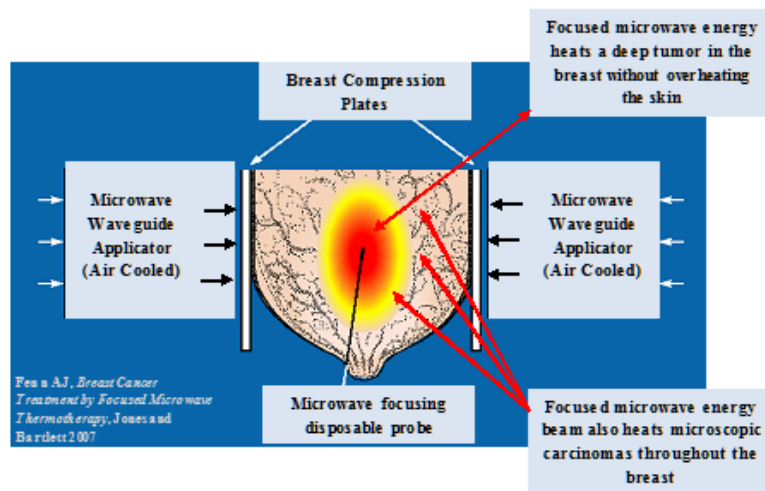 Focused microwave energy
heats a deep tumor in the
breast without overheating
the skin
Breast Compression
Plates
Microwave
Waveguide
Applicator
(Air Cooled)
Microwave
Waveguide
Applicator
(Air Cooled)
Fenn AJ, Breast Cancer
Treatment by Focused Microwave
Thermotherapy, Jones and
Bartlett 2007
Microwave focusing
disposable probe
Focused microwave energy
beam also heats microscopic
carcinomas throughout the
breast